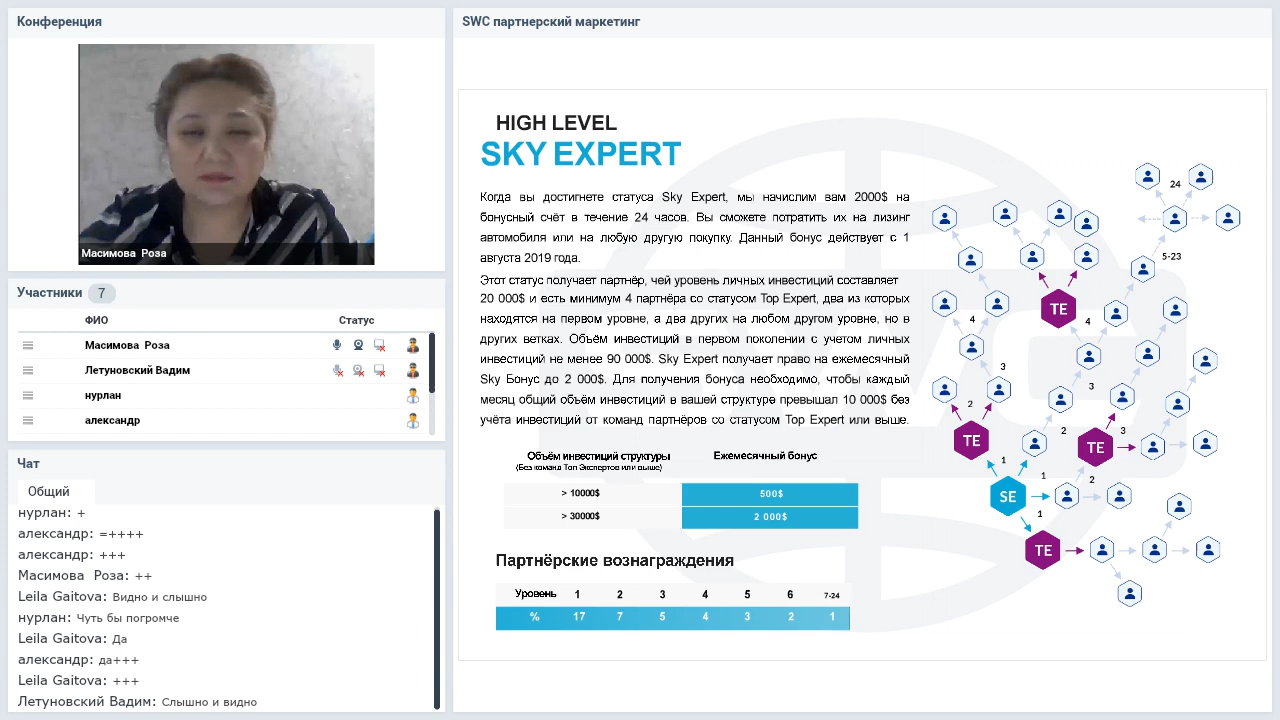 Конференция
Масимова Роза
Участники 7
ФИО Статус
Масимова Роза
Летуновский Вадим
нурлан
александр
Чат
Общий
нурлан: +
александр: =++++
александр: +++
Масимова Роза: ++
Leila Gaitova: Видно и слышно
нурлан: Чуть бы погромче
Leila Gaitova: Да
александр: да+++
Leila Gaitova: +++
Летуновский Вадим: Слышно и видно
SWC партнерский маркетинг
HIGH LEVEL
SKY EXPERT
Когда вы достигнете статуса Sky Expert, мы начислим вам 2000$ на
бонусный счёт в течение 24 часов. Вы сможете потратить их на лизинг
автомобиля или на любую другую покупку. Данный бонус действует с 1
августа 2019 года.
Этот статус получает партнёр, чей уровень личных инвестиций составляет
20 000$ и есть минимум 4 партнёра со статусом Top Expert, два из которых
находятся на первом уровне, а два других на любом другом уровне, но в
других ветках. Объём инвестиций в первом поколении с учетом личных
инвестиций не менее 90 000$. Sky Expert получает право на ежемесячный
Sky Бонус до 2 000$. Для получения бонуса необходимо, чтобы каждый
месяц общий объём инвестиций в вашей структуре превышал 10 000$ без
учёта инвестиций от команд партнёров со статусом Top Expert или выше.
Объём инвестиций структуры Ежемесячный бонус
(Без команд Топ Экспертов или выше)
> 10000$ 500$
> 30000$ 2 000$
Партнёрские вознаграждения
Уровень 1 2 3 4 5 6 7-24
% 17 7 5 4 3 2 1
24
5-23
TE
4
4
3
3
2
TE
2
TE
3
1
1
2
SE
1
TE